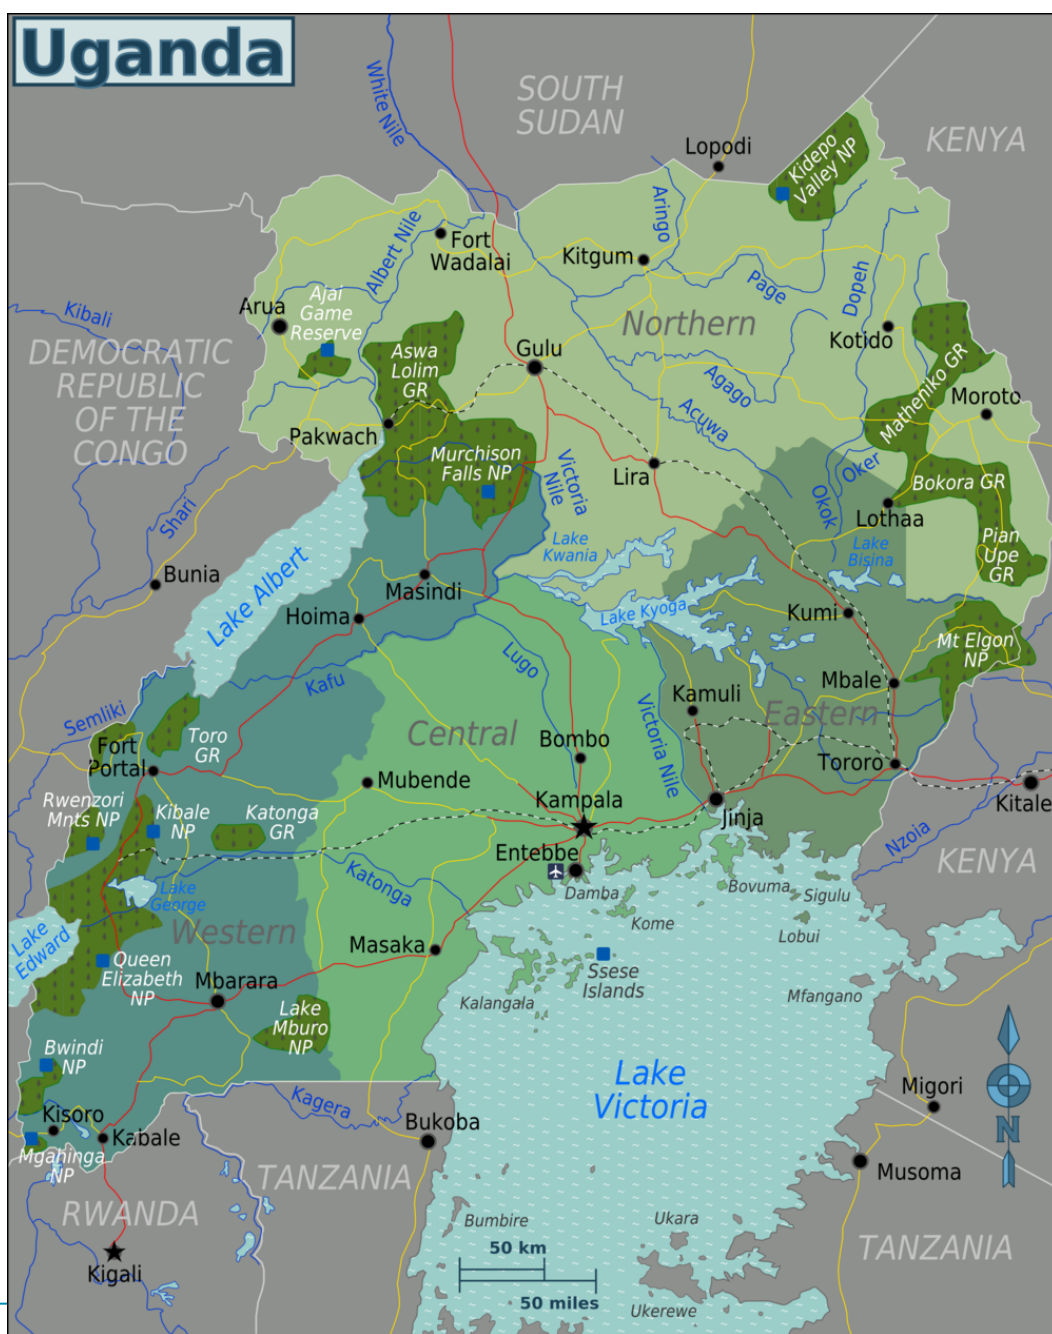 Uganda
White Nile
SOUTH
SUDAN
KENYA
Lopodi
Kidepo
Valley NP
Aringo
Albert Nile
Fort
Wadalai
Kitgum
Page
Dopeh
Kibali
Arua
Ajai
Game
Reserve
Northern
Kotido
DEMOCRATIC
REPUBLIC
OF THE
CONGO
Aswa
Lolim
GR
Gulu
Agago
Matheniko GR
Moroto
Acuwa
Pakwach
Murchison
Falls NP
Victoria
Nile
Lira
Oker
Okok
Bokora GR
Shari
Lothaa
Lake
Kwania
Lake
Bisina
Pian
Upe
GR
Bunia
Lake Albert
Masindi
Hoima
Lake Kyoga
Kumi
Mt Elgon
NP
Lugo
Kafu
Mbale
Semliki
Kamuli
Victoria Nile
Eastern
Toro
GR
Central
Bombo
Fort
Portal
Tororo
Mubende
Kampala
Kitale
Rwenzori
Mnts NP
Kibale
NP
Katonga
GR
Jinja
Nzoia
Entebbe
KENYA
Katonga
Damba
Bovuma
Sigulu
Lake
George
Kome
Lobui
Lake
Edward
Western
Masaka
Queen
Elizabeth
NP
Mbarara
Ssese
Islands
Kalangala
Mfangano
Lake
Mburo
NP
Bwindi
NP
Lake
Victoria
Kagera
Migori
Kisoro
Kabale
Bukoba
N
Mgahinga
NP
TANZANIA
Musoma
RWANDA
Bumbire
Ukara
TANZANIA
50 km
Kigali
50 miles
Ukerewe